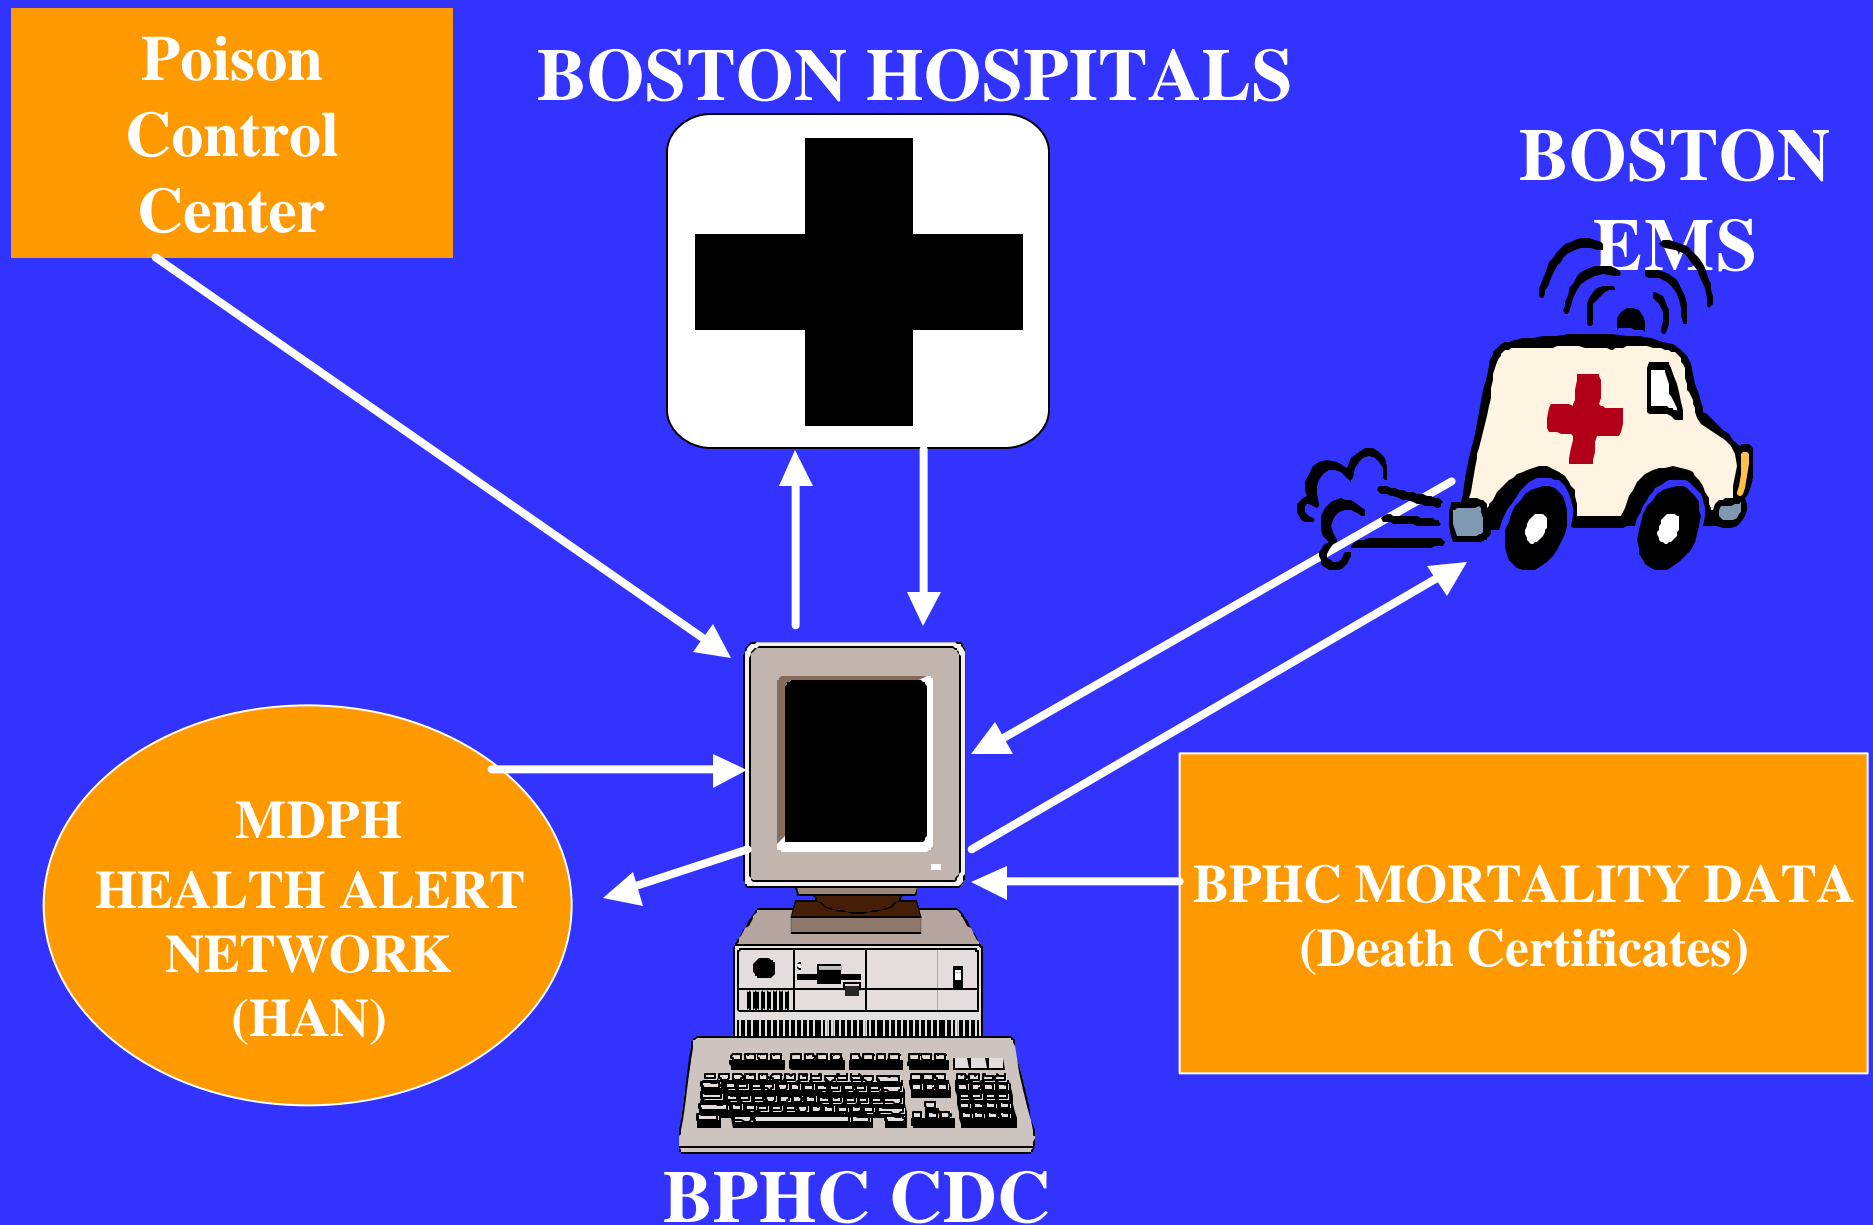 Poison
Control
Center
BOSTON HOSPITALS
BOSTON
EMS
MDPH
HEALTH ALERT
NETWORK
(HAN)
BPHC MORTALITY DATA
(Death Certificates)
BPHC CDC